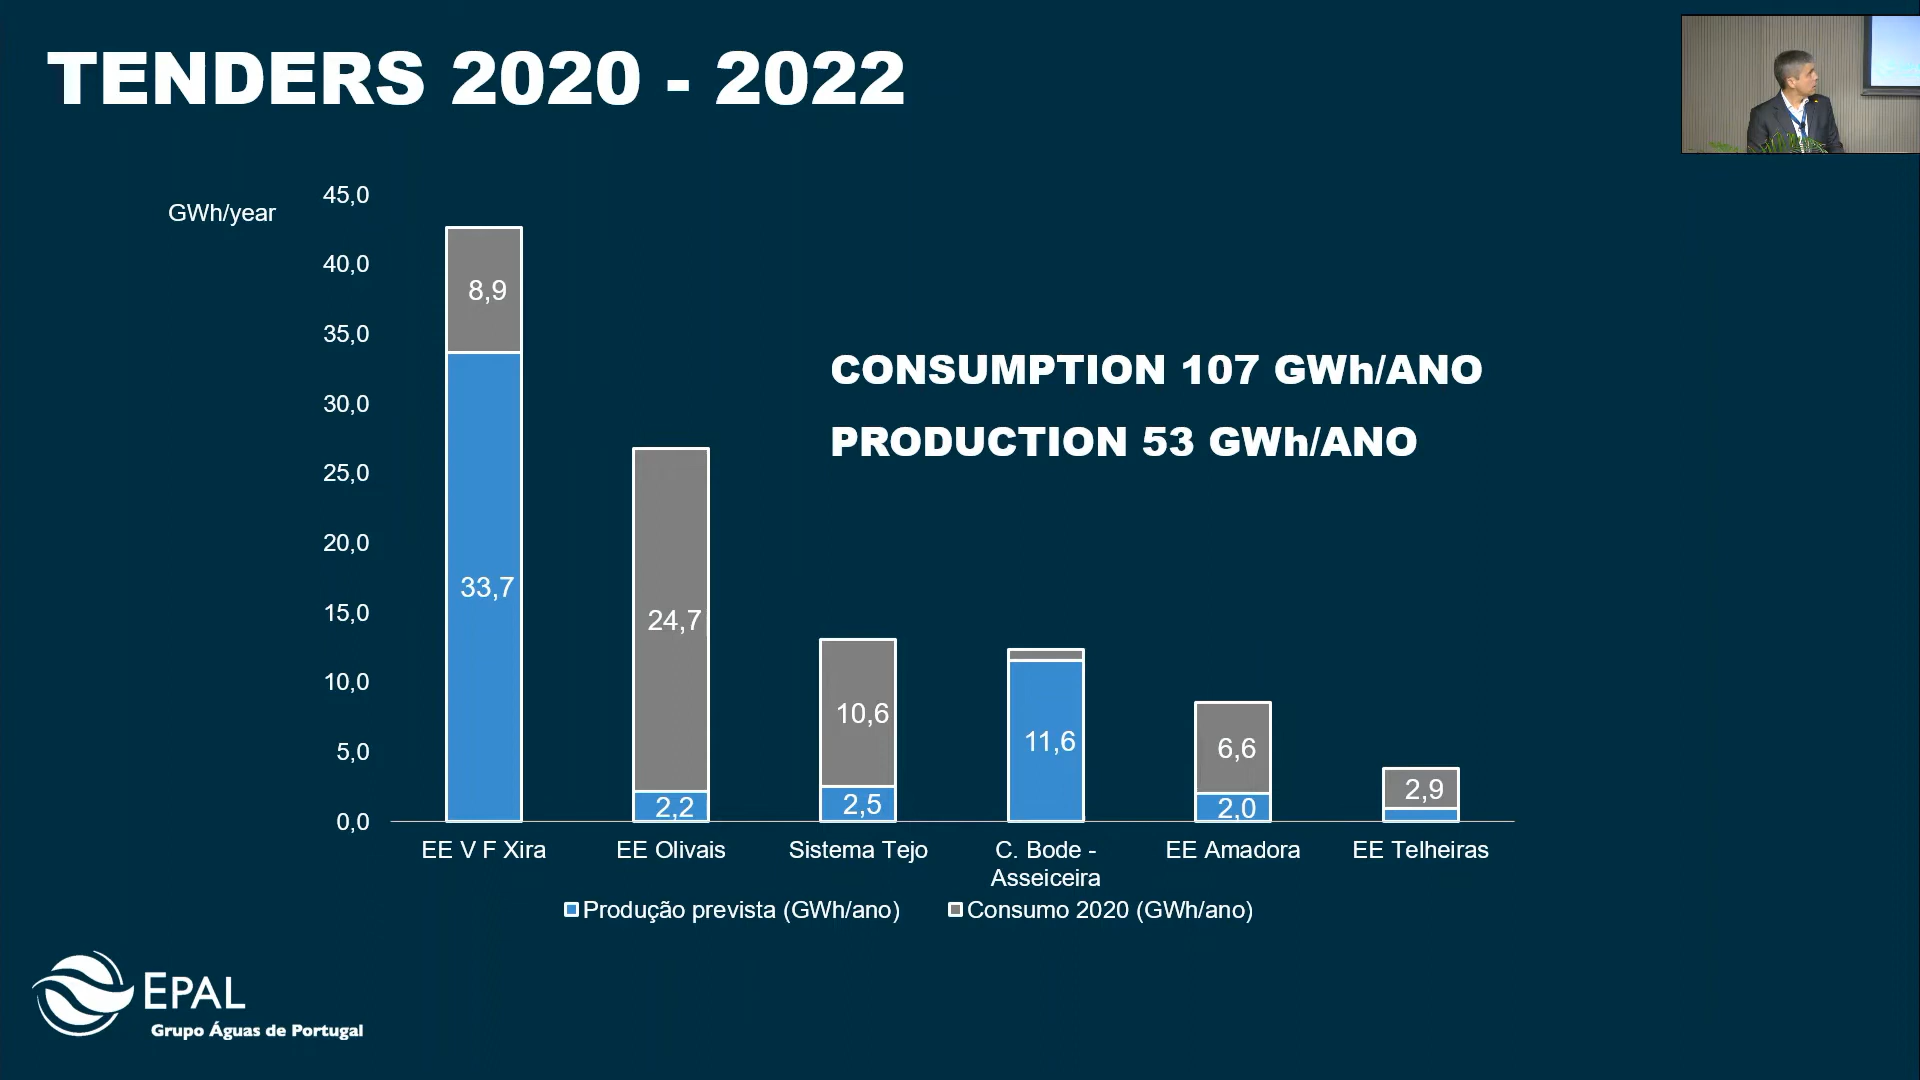 TENDERS 2020 - 2022
GWh/year
45,0
40,0
35,0
30,0
25,0
20,0
15,0
10,0
5,0
0,0
8,9
33,7
24,7
2,2
10,6
2,5
11,6
6,6
2,0
2,9
CONSUMPTION 107 GWh/ANO
PRODUCTION 53 GWh/ANO
EE V F Xira
EE Olivais
Sistema Tejo
C. Bode -
Asseiceira
EE Amadora
EE Telheiras
Produção prevista (GWh/ano)
Consumo 2020 (GWh/ano)
EPAL
Grupo Águas de Portugal